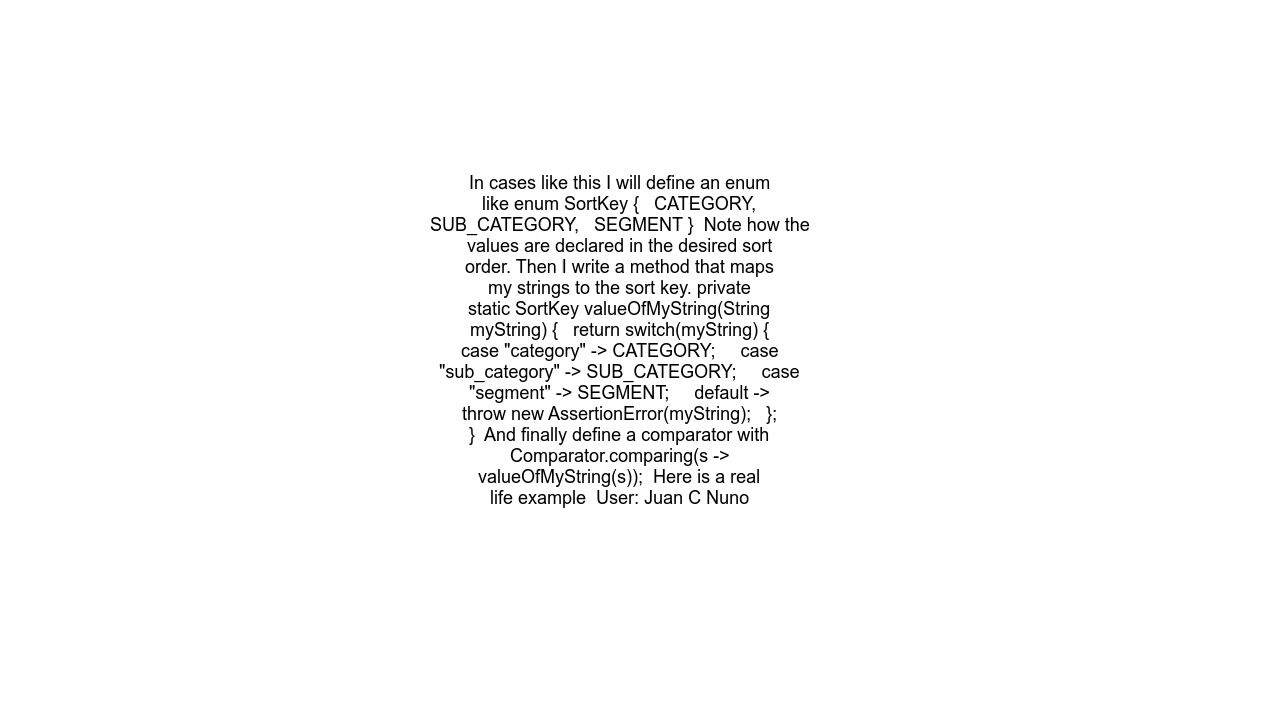 In cases like this I will define an enum
like enum SortKey {   CATEGORY,
SUB_CATEGORY,   SEGMENT }  Note how the
values are declared in the desired sort
order. Then I write a method that maps
my strings to the sort key. private
static SortKey valueOfMyString(String
myString) {   return switch(myString) {
case "category" -> CATEGORY;     case
"sub_category" -> SUB_CATEGORY;     case
"segment" -> SEGMENT;     default ->
throw new AssertionError(myString);   };
}  And finally define a comparator with
Comparator.comparing(s ->
valueOfMyString(s));  Here is a real
life example  User: Juan C Nuno